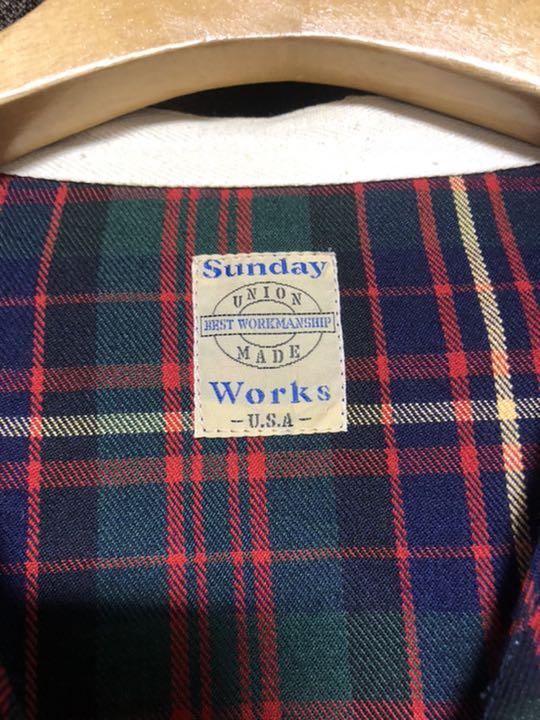 Sunday
UNION
BEST WORKMANSHIP
MADE
Works
- U.S.A -